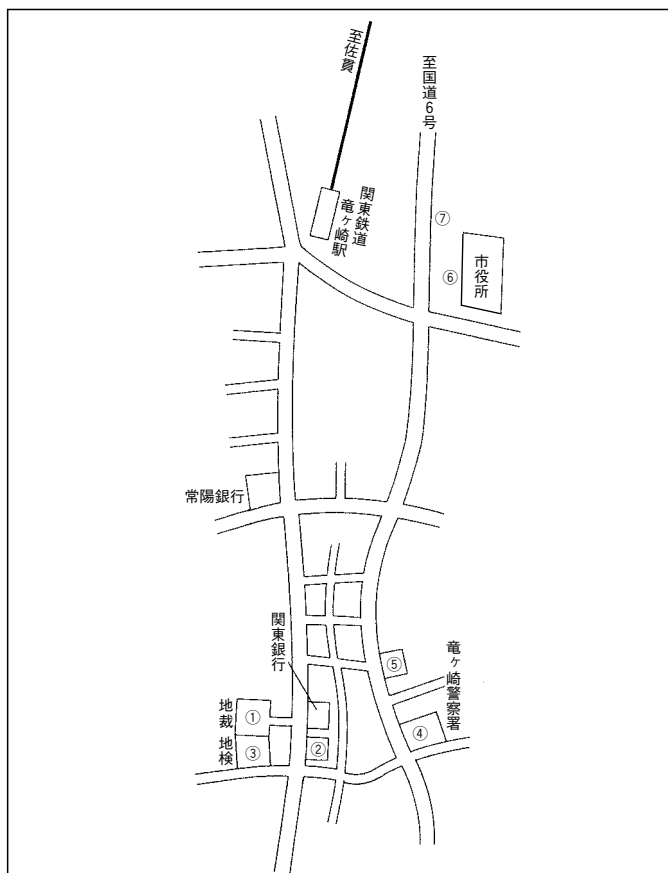 至佐貫
至国道6号
関東鉄道
竜ヶ崎駅
⑦
⑥
市役所
常陽銀行
関東銀行
⑤
竜ヶ崎警察署
地裁
①
②
④
地検
③